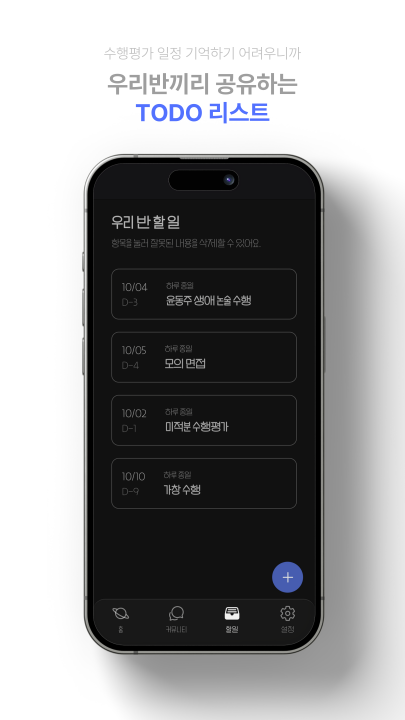 수행평가 일정 기억하기 어려우니까
우리반끼리 공유하는
TODO 리스트
우리 반 할 일
항목을 눌러 잘못된 내용을 삭제할 수 있어요.
10/04 하루 종일
D-3 윤동주 생애 논술 수행
10/05 하루 종일
D-4 모의 면접
10/02 하루 종일
D-1 미적분 수행평가
10/10 하루 종일
D-9 가창 수행
홈 커뮤니티 할일 설정